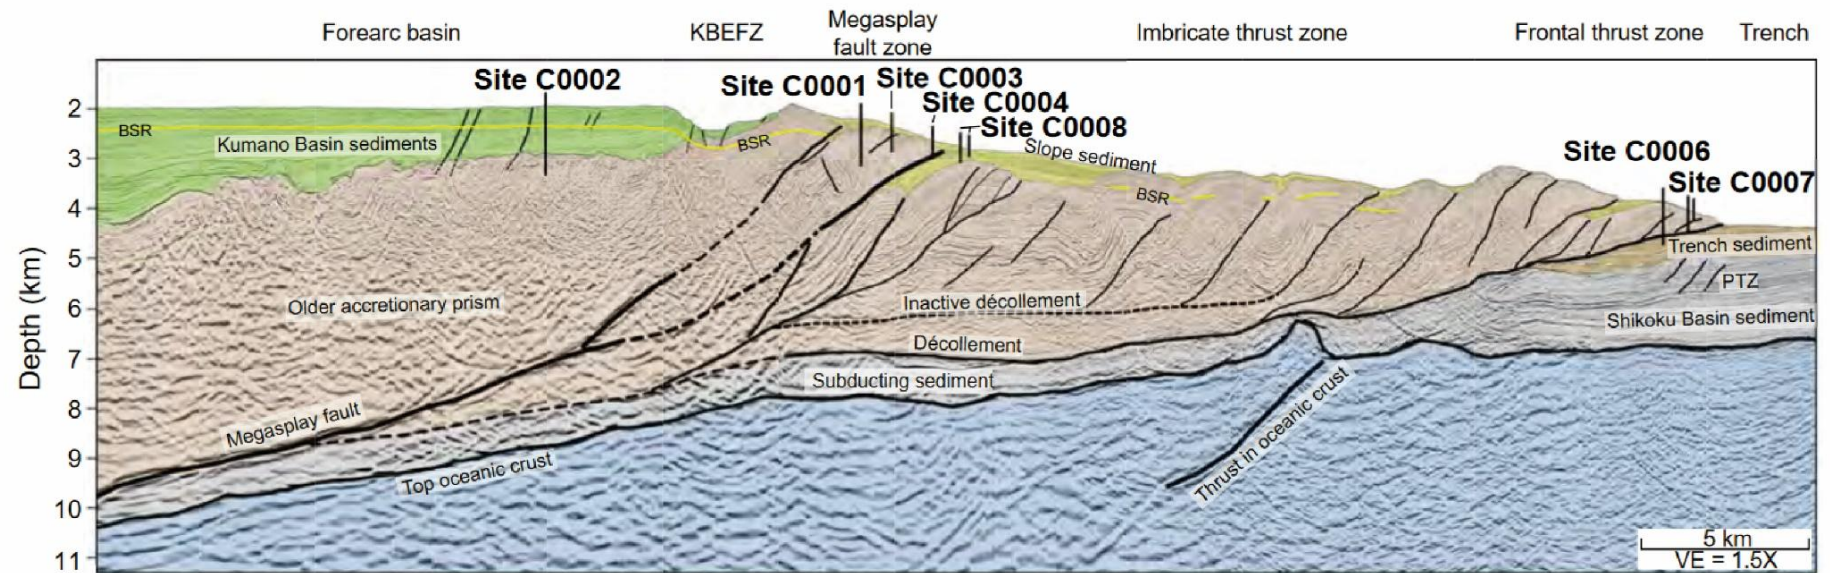 Forearc basin
KBEFZ
Megasplay
fault zone
Imbricate thrust zone
Frontal thrust zone
Trench
Site C0002
Site C0001
Site C0003
Site C0004
Site C0008
Site C0006
Site C0007
BSR
Kumano Basin sediments
BSR
Slope sediment
BSR
Trench sediment
PTZ
Older accretionary prism
Inactive décollement
Shikoku Basin sediment
Décollement
Subducting sediment
Megasplay fault
Top oceanic crust
Thrust in oceanic crust
Depth (km)
2
3
4
5
6
7
8
9
10
11
5 km
VE = 1.5X